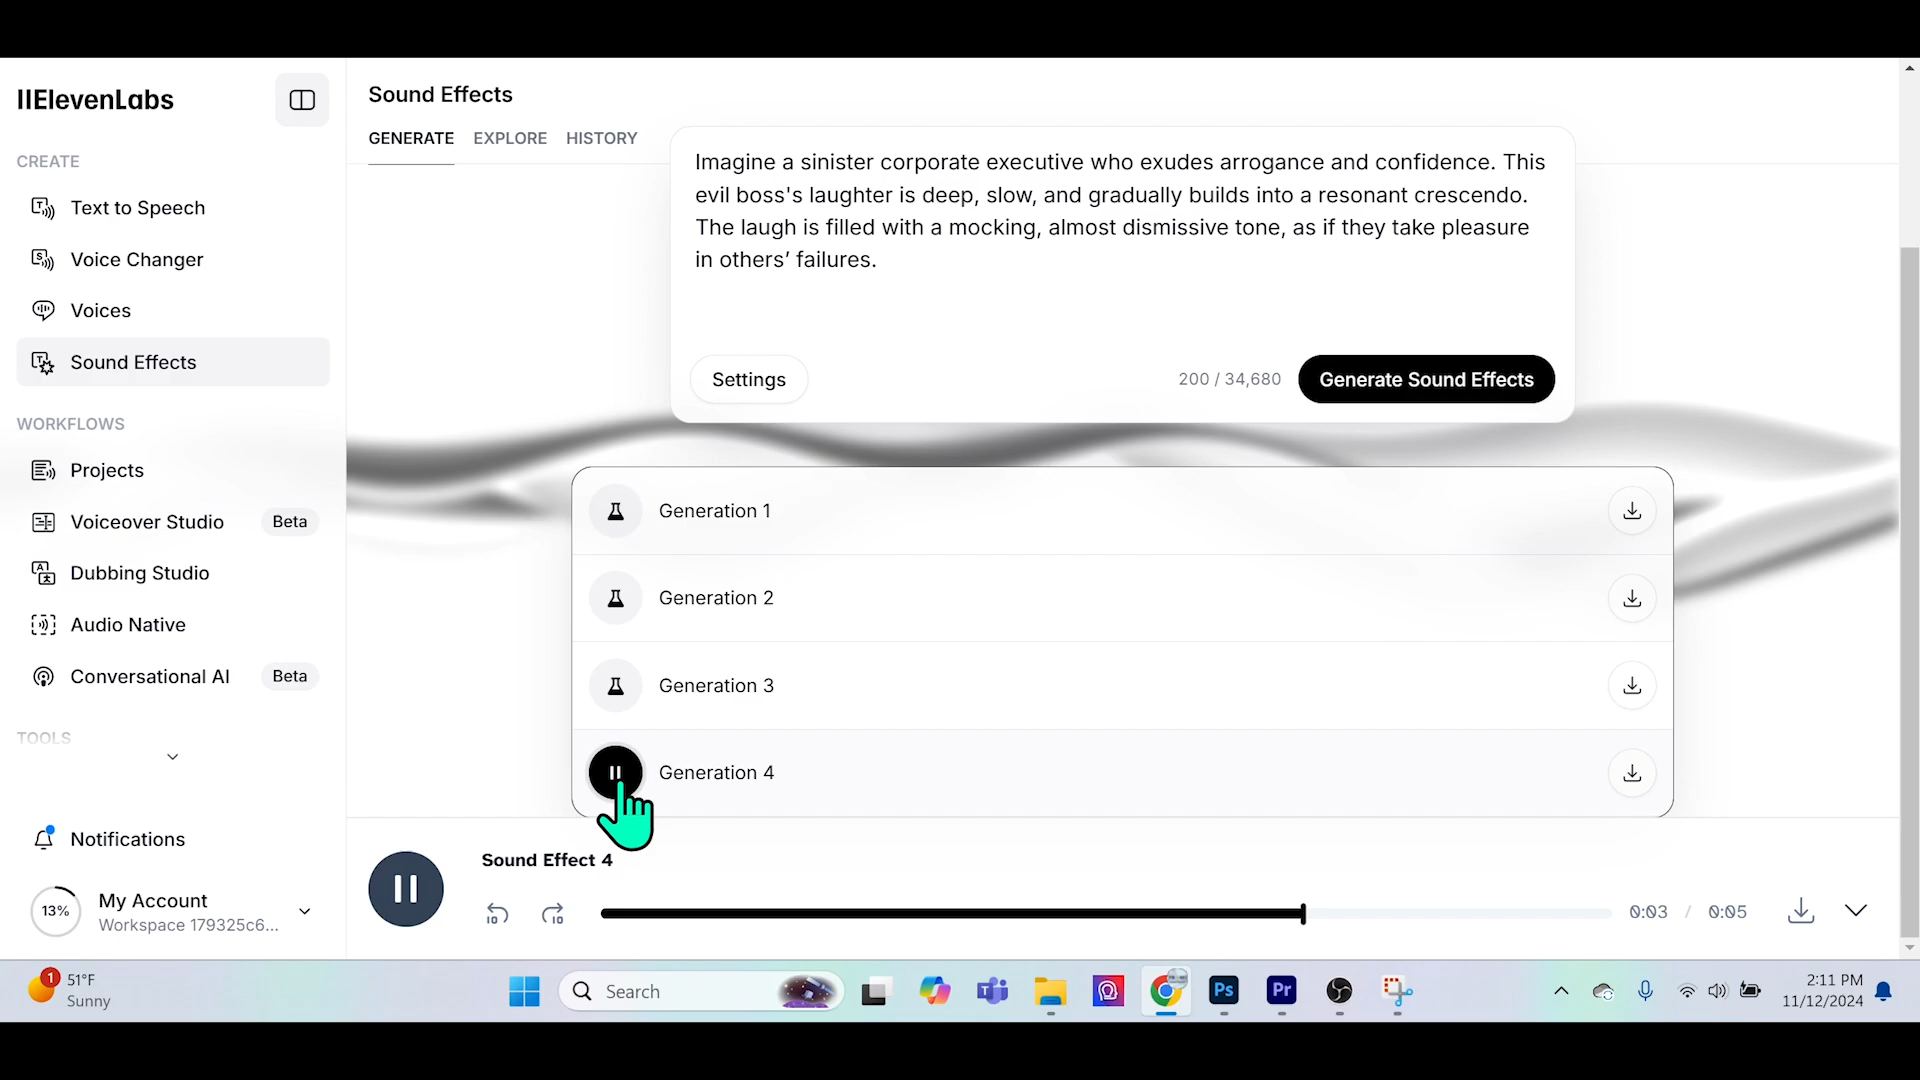 IIElevenLabs
CREATE
Text to Speech
Voice Changer
Voices
Sound Effects
WORKFLOWS
Projects
Voiceover Studio Beta
Dubbing Studio
Audio Native
Conversational AI Beta
TOOLS
Notifications
13%
My Account
Workspace 179325c6...
Sound Effects
GENERATE EXPLORE HISTORY
Imagine a sinister corporate executive who exudes arrogance and confidence. This
evil boss's laughter is deep, slow, and gradually builds into a resonant crescendo.
The laugh is filled with a mocking, almost dismissive tone, as if they take pleasure
in others’ failures.
Settings
200 / 34,680
Generate Sound Effects
Generation 1
Generation 2
Generation 3
Generation 4
Sound Effect 4
10 10
0:03 / 0:05
1
51°F
Sunny
Search
Ps
Pr
2:11 PM
11/12/2024